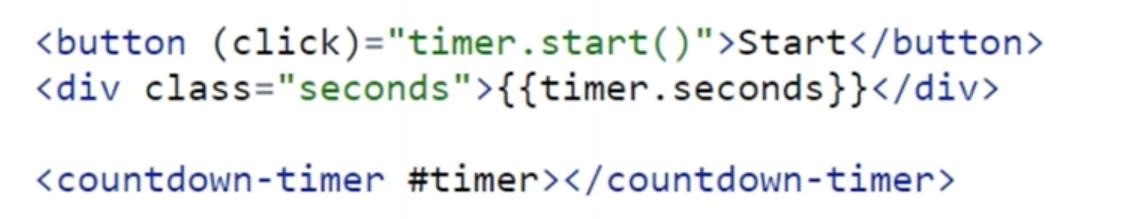 <button (click)="timer.start()">Start</button>
<div class="seconds">{{timer.seconds}}</div>
<countdown-timer #timer></countdown-timer>